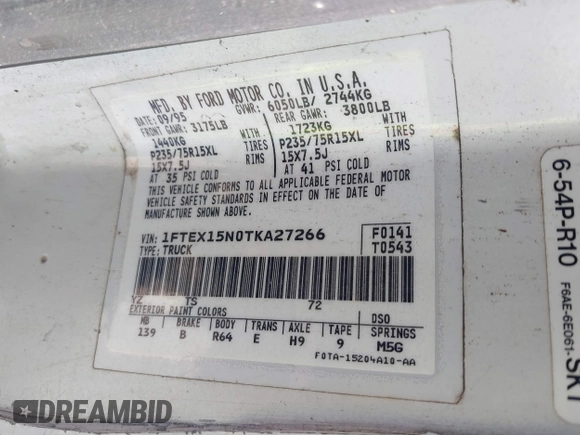 MFD. BY FORD MOTOR CO. IN U.S.A.
DATE: 09/95 GVWR: 6050LB/ 2744KG
FRONT GAWR: 3175LB REAR GAWR: 3800LB
1440KG WITH 1723KG WITH
P235/75R15XL TIRES P235/75R15XL TIRES
15X7.5J RIMS 15X7.5J RIMS
AT 35 PSI COLD AT 41 PSI COLD
THIS VEHICLE CONFORMS TO ALL APPLICABLE FEDERAL MOTOR
VEHICLE SAFETY STANDARDS IN EFFECT ON THE DATE OF
MANUFACTURE SHOWN ABOVE
VIN: 1FTEX15N0TKA27266 F0141
TYPE: TRUCK T0543
YZ TS 72
EXTERIOR PAINT COLORS DSO
WB BRAKE BODY TRANS AXLE TAPE SPRINGS
139 B R64 E H9 9 M5G
F0TA-15204A10-AA
6-54P-R10
F6AE-6E061-SRT
DREAMBID